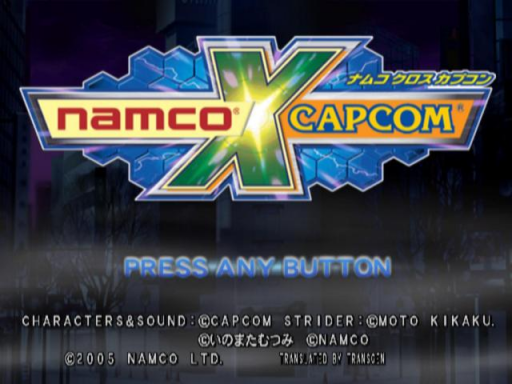 ナムコ クロス カプコン
namco® X CAPCOM®
PRESS ANY BUTTON
CHARACTERS&SOUND:©CAPCOM STRIDER:©MOTO KIKAKU.
©いのまたむつみ ©NAMCO
©2005 NAMCO LTD. TRANSLATED BY TRANSGEN